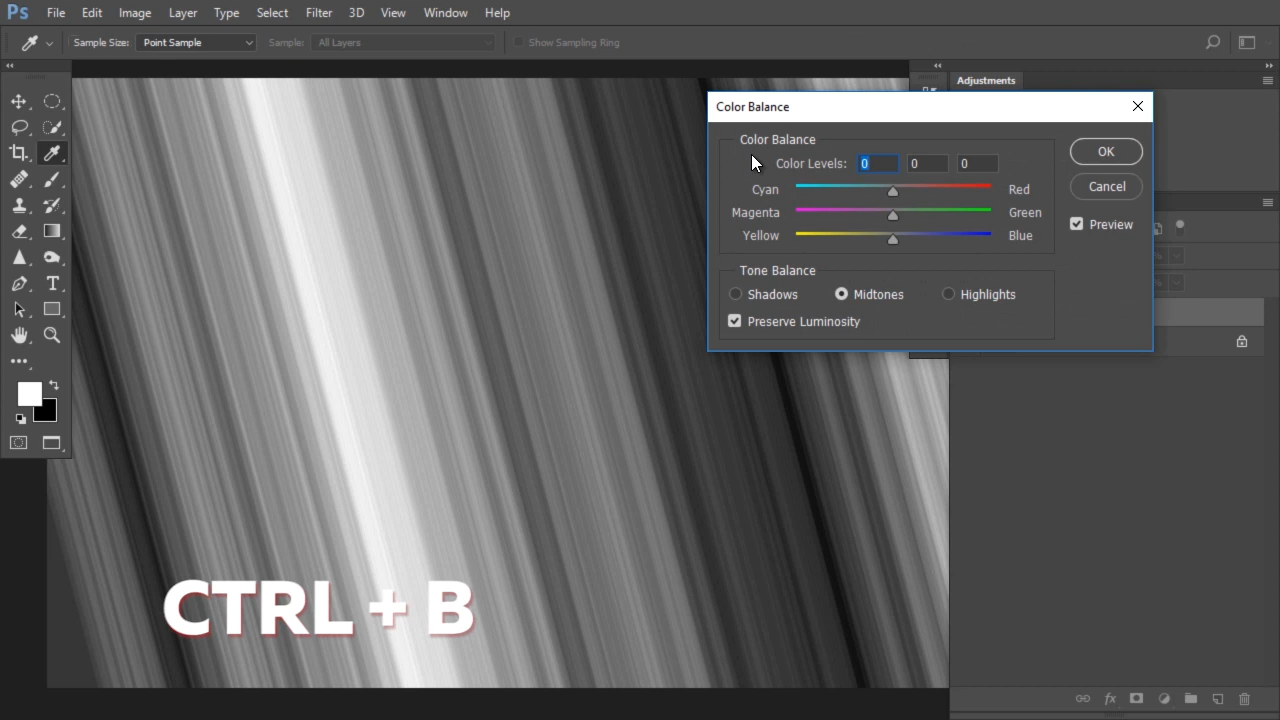 Ps File Edit Image Layer Type Select Filter 3D View Window Help
Sample Size: Point Sample Sample: All Layers Show Sampling Ring
Adjustments
Color Balance
Color Balance
Color Levels: 0 0 0
Cyan Red
Magenta Green
Yellow Blue
OK
Cancel
Preview
Tone Balance
Shadows Midtones Highlights
Preserve Luminosity
T
CTRL + B
fx